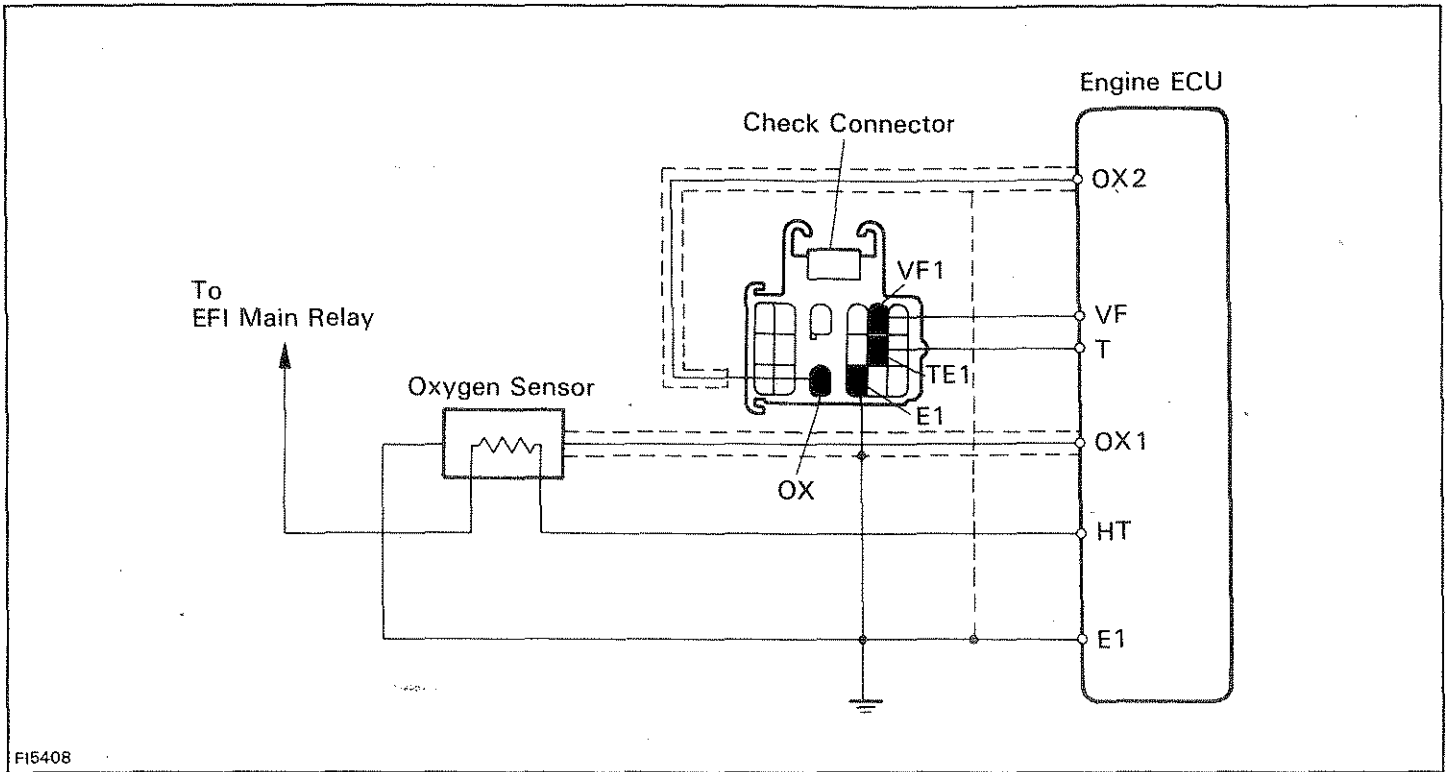 Engine ECU
Check Connector
OX2
VF1
To
EFI Main Relay
VF
T
TE1
Oxygen Sensor
E1
OX1
OX
HT
E1
FI5408